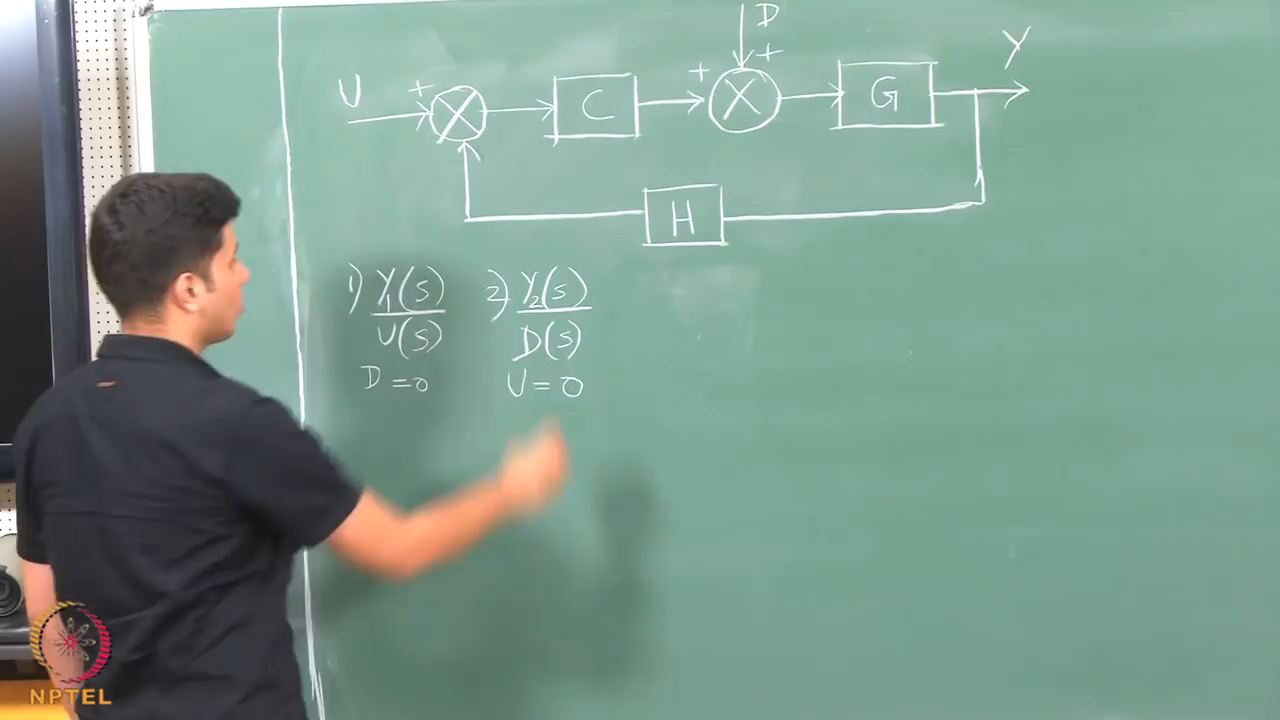 D
Y
U + C + X + G
H
1) Y1(s) 2) Y2(s)
U(s) D(s)
D = 0 U = 0
NPTEL